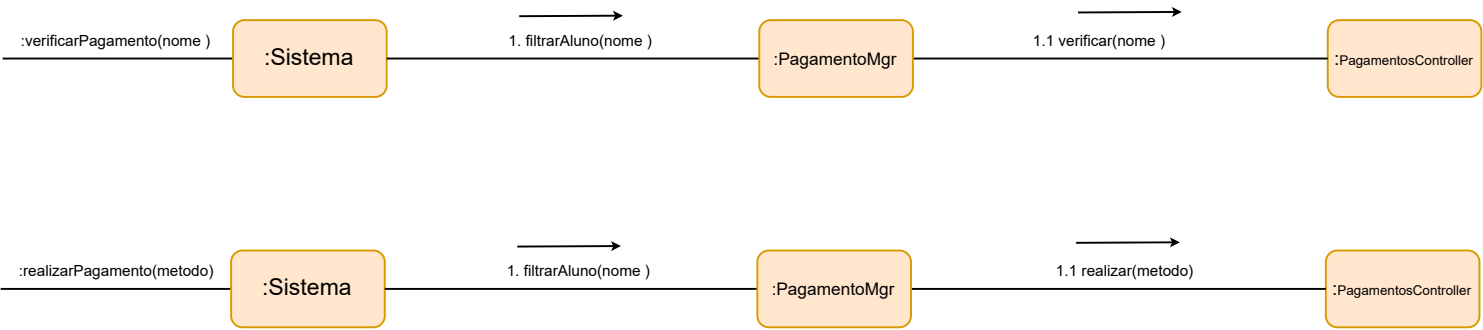 :verificarPagamento(nome )
:Sistema
1. filtrarAluno(nome )
:PagamentoMgr
1.1 verificar(nome )
:PagamentosController
:realizarPagamento(metodo)
:Sistema
1. filtrarAluno(nome )
:PagamentoMgr
1.1 realizar(metodo)
:PagamentosController